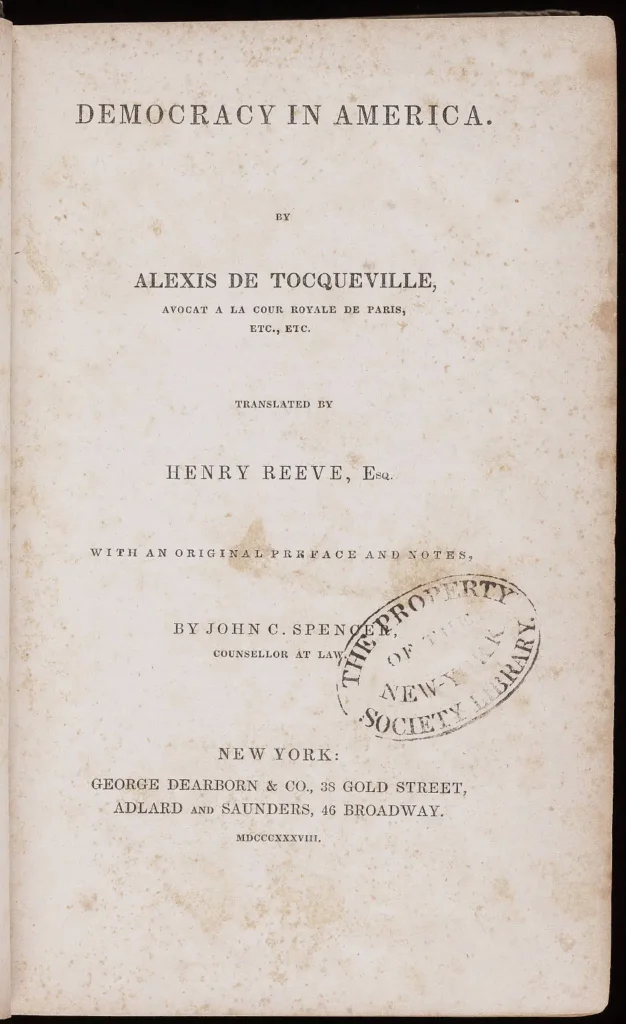 DEMOCRACY IN AMERICA.
BY
ALEXIS DE TOCQUEVILLE,
AVOCAT A LA COUR ROYALE DE PARIS,
ETC., ETC.
TRANSLATED BY
HENRY REEVE, Esq.
WITH AN ORIGINAL PREFACE AND NOTES,
BY JOHN C. SPENCER,
COUNSELLOR AT LAW.
THE PROPERTY
OF THE
NEW-YORK
SOCIETY LIBRARY.
NEW YORK:
GEORGE DEARBORN & CO., 38 GOLD STREET,
ADLARD AND SAUNDERS, 46 BROADWAY.
MDCCCXXXVIII.